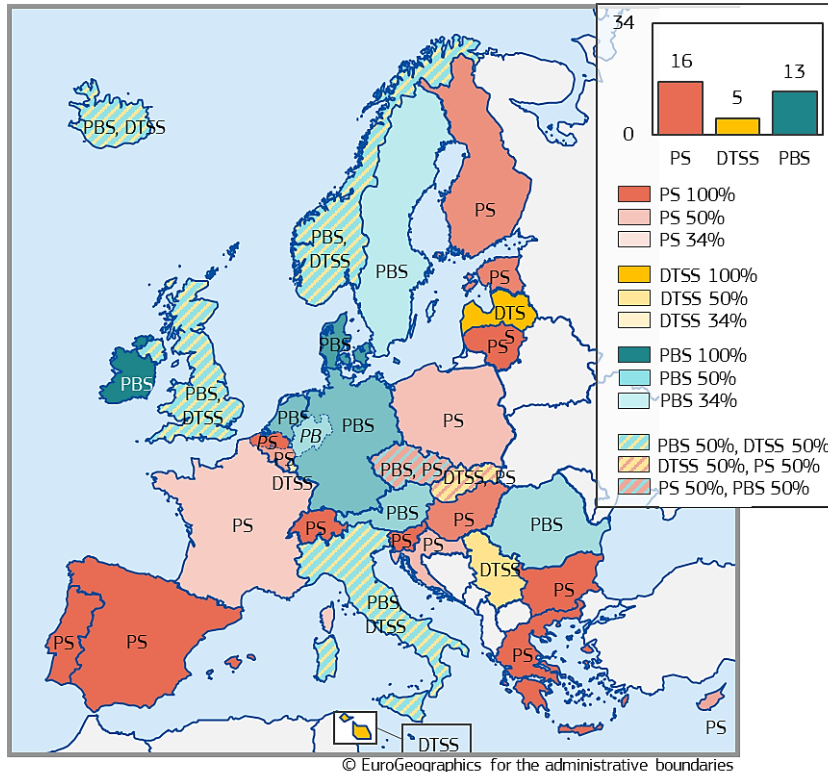 34
16
5
13
0
PS
DTSS
PBS
PS 100%
PS 50%
PS 34%
DTSS 100%
DTSS 50%
DTSS 34%
PBS 100%
PBS 50%
PBS 34%
PBS 50%, DTSS 50%
DTSS 50%, PS 50%
PS 50%, PBS 50%
PBS, DTSS
PBS,
DTSS
PBS
PS
PS
DTS
S
PS
PBS
PBS
PBS,
DTSS
PBS
PB
PBS
PS
PS
PS
DTSS
PBS, PS
DTSS, PS
PS
PS
PBS
PS
PBS
PS
PS
DTSS
PS
PBS,
DTSS
PS
PS
PS
PS
DTSS
© EuroGeographics for the administrative boundaries